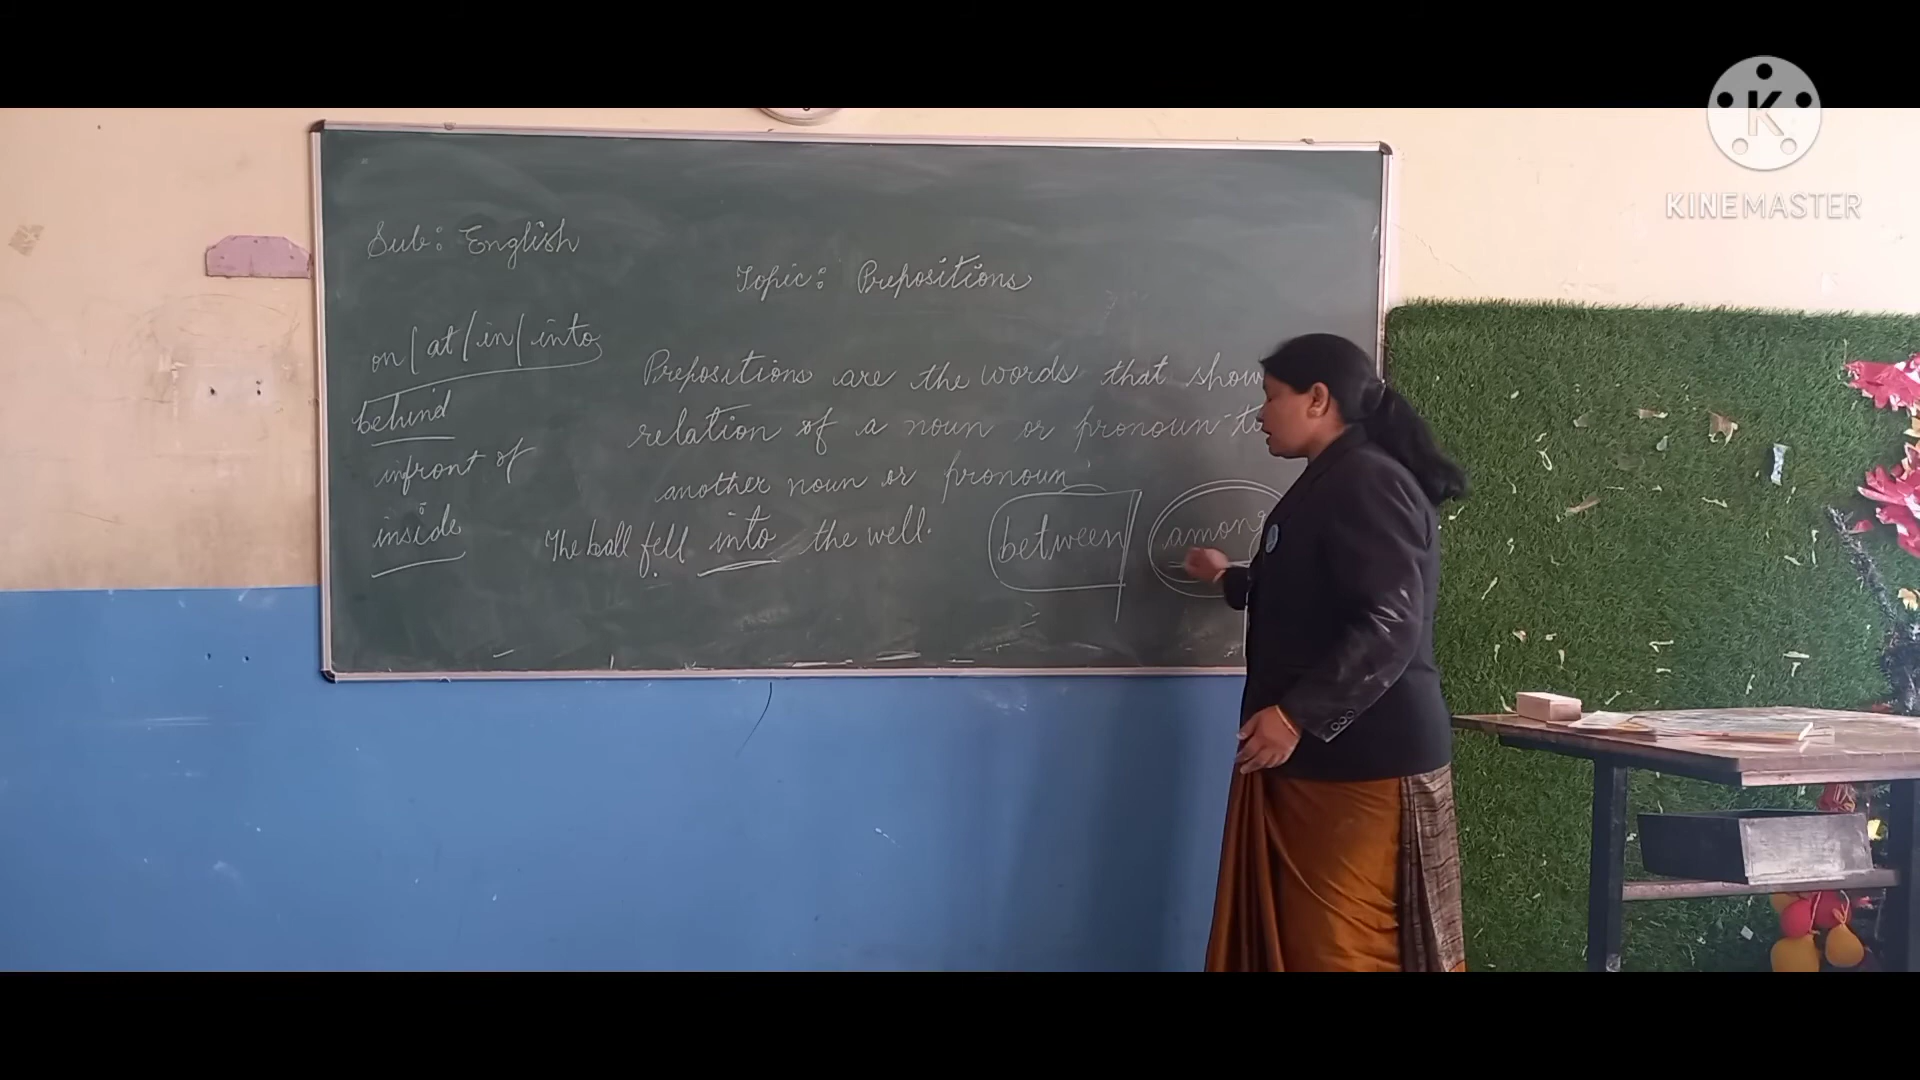 Sub: English
Topic: Prepositions
on/at/in/into
behind
infront of
inside
Prepositions are the words that show
relation of a noun or pronoun to
another noun or pronoun
The ball fell into the well.
between
among
K
KINEMASTER